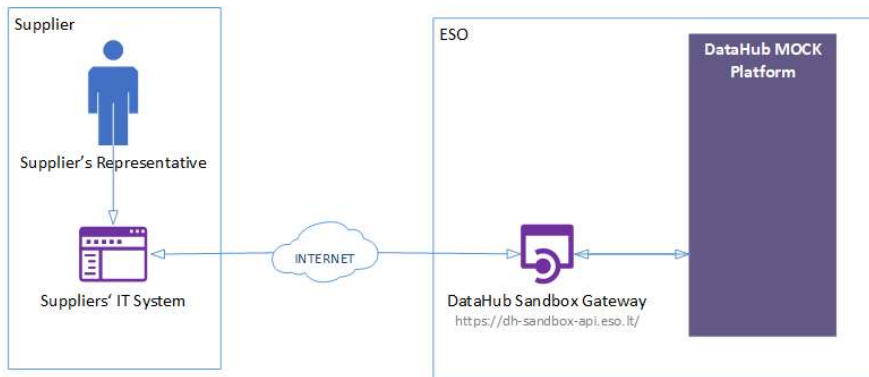 Supplier
Supplier's Representative
Suppliers‘ IT System
INTERNET
ESO
DataHub MOCK
Platform
DataHub Sandbox Gateway
https://dh-sandbox-api.eso.lt/